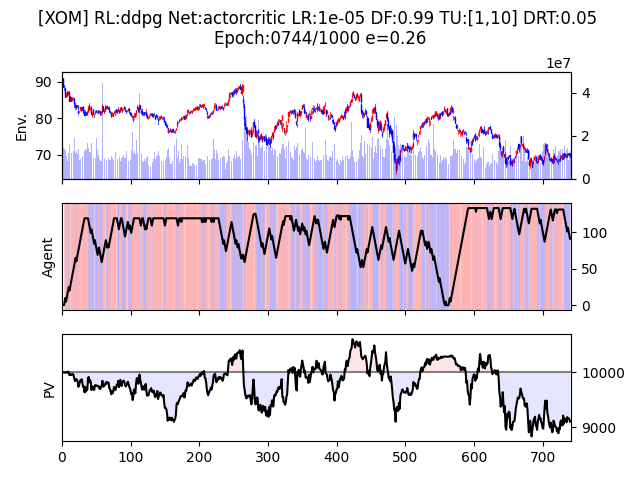 [XOM] RL:ddpg Net:actorcritic LR:1e-05 DF:0.99 TU:[1,10] DRT:0.05
Epoch:0744/1000 e=0.26
1e7
90
80
70
Env.
4
2
0
Agent
100
50
0
PV
10000
9000
0 100 200 300 400 500 600 700